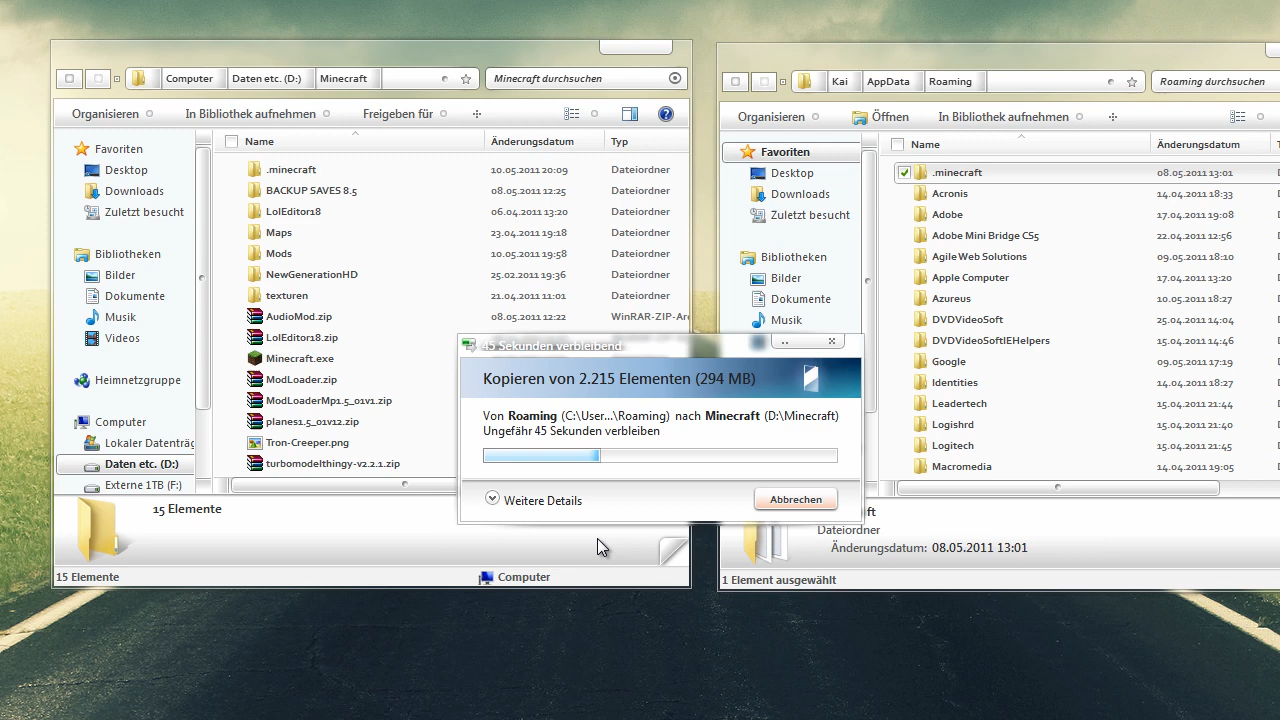 Computer
Daten etc. (D:)
Minecraft
Minecraft durchsuchen
Organisieren
In Bibliothek aufnehmen
Freigeben für
Favoriten
Desktop
Downloads
Zuletzt besucht
Bibliotheken
Bilder
Dokumente
Musik
Videos
Heimnetzgruppe
Computer
Lokaler Datenträg
Daten etc. (D:)
Externe 1TB (F:)
Name Änderungsdatum Typ
.minecraft 10.05.2011 20:09 Dateiordner
BACKUP SAVES 8.5 08.05.2011 12:25 Dateiordner
LolEditor18 06.04.2011 13:20 Dateiordner
Maps 23.04.2011 19:18 Dateiordner
Mods 10.05.2011 19:58 Dateiordner
NewGenerationHD 25.02.2011 19:36 Dateiordner
texturen 21.04.2011 11:01 Dateiordner
AudioMod.zip 08.05.2011 12:22 WinRAR-ZIP-Arc
LolEditor18.zip
Minecraft.exe
ModLoader.zip
ModLoaderMp1.5_01v1.zip
planes1.5_01v12.zip
Tron-Creeper.png
turbomodelthingy-v2.2.1.zip
15 Elemente
15 Elemente
Computer
Kai
AppData
Roaming
Roaming durchsuchen
Organisieren
Öffnen
In Bibliothek aufnehmen
Favoriten
Desktop
Downloads
Zuletzt besucht
Bibliotheken
Bilder
Dokumente
Musik
Name Änderungsdatum
.minecraft 08.05.2011 13:01
Acronis 14.04.2011 18:33
Adobe 17.04.2011 19:08
Adobe Mini Bridge CS5 22.04.2011 12:56
Agile Web Solutions 09.05.2011 18:10
Apple Computer 17.04.2011 13:20
Azureus 10.05.2011 18:27
DVDVideoSoft 21.04.2011 11:00
DVDVideoSoftIEHelpers 15.04.2011 14:46
Google 09.05.2011 17:19
Identities 14.04.2011 18:27
Leadertech 15.04.2011 21:44
Logishrd 15.04.2011 21:40
Logitech 15.04.2011 21:45
Macromedia 14.04.2011 19:05
Dateiordner
Änderungsdatum: 08.05.2011 13:01
1 Element ausgewählt
45 Sekunden verbleibend
Kopieren von 2.215 Elementen (294 MB)
Von Roaming (C:\User...\Roaming) nach Minecraft (D:\Minecraft)
Ungefähr 45 Sekunden verbleiben
Weitere Details
Abbrechen